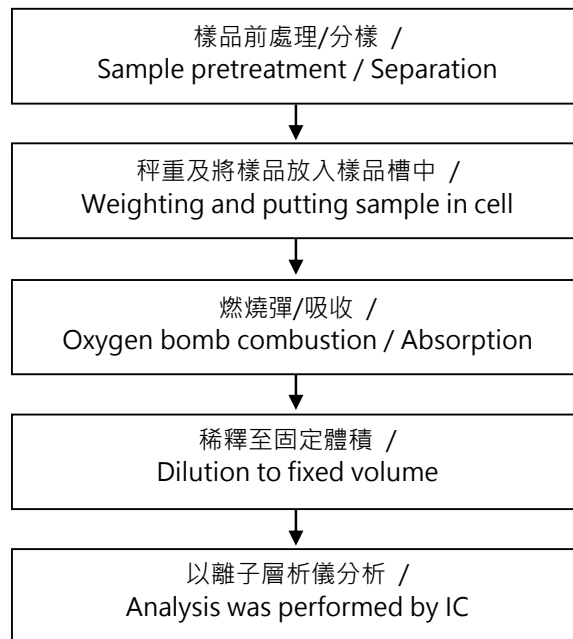 樣品前處理/分樣 /
Sample pretreatment / Separation
秤重及將樣品放入樣品槽中 /
Weighting and putting sample in cell
燃燒彈/吸收 /
Oxygen bomb combustion / Absorption
稀釋至固定體積 /
Dilution to fixed volume
以離子層析儀分析 /
Analysis was performed by IC